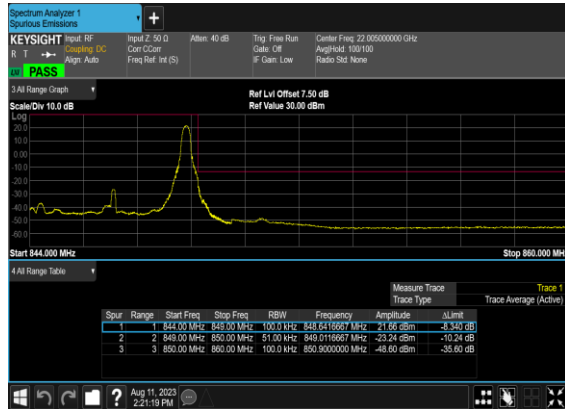 Spectrum Analyzer 1
Spurious Emissions
KEYSIGHT Input: RF Input Z: 50 Ω Atten: 40 dB Trig: Free Run Center Freq: 22.005000000 GHz
R T Coupling: DC Corr CCorr Gate: Off Avg|Hold: 100/100
Align: Auto Freq Ref: Int (S) IF Gain: Low Radio Std: None
PASS
3 All Range Graph Ref Lvl Offset 7.50 dB
Scale/Div 10.0 dB Ref Value 30.00 dBm
Log
20.0
10.0
0.00
-10.0
-20.0
-30.0
-40.0
-50.0
-60.0
Start 844.000 MHz Stop 860.000 MH
4 All Range Table
Measure Trace Trace 1
Trace Type Trace Average (Active)
Spur Range Start Freq Stop Freq RBW Frequency Amplitude ΔLimit
1 1 844.00 MHz 849.00 MHz 100.0 kHz 848.6416667 MHz 21.66 dBm -8.340 dB
2 2 849.00 MHz 850.00 MHz 51.00 kHz 849.0116667 MHz -23.24 dBm -10.24 dB
3 3 850.00 MHz 860.00 MHz 100.0 kHz 850.9000000 MHz -48.60 dBm -35.60 dB
? Aug 11, 2023
2:21:19 PM